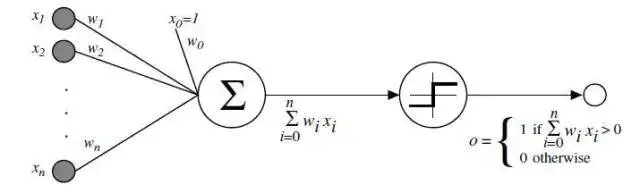 x1 w1 x0=1
x2 w2 w0
.
.
.
wn
xn
Σ
n
∑ wi xi
i=0
o = { 1 if n∑i=0 wi xi > 0
0 otherwise